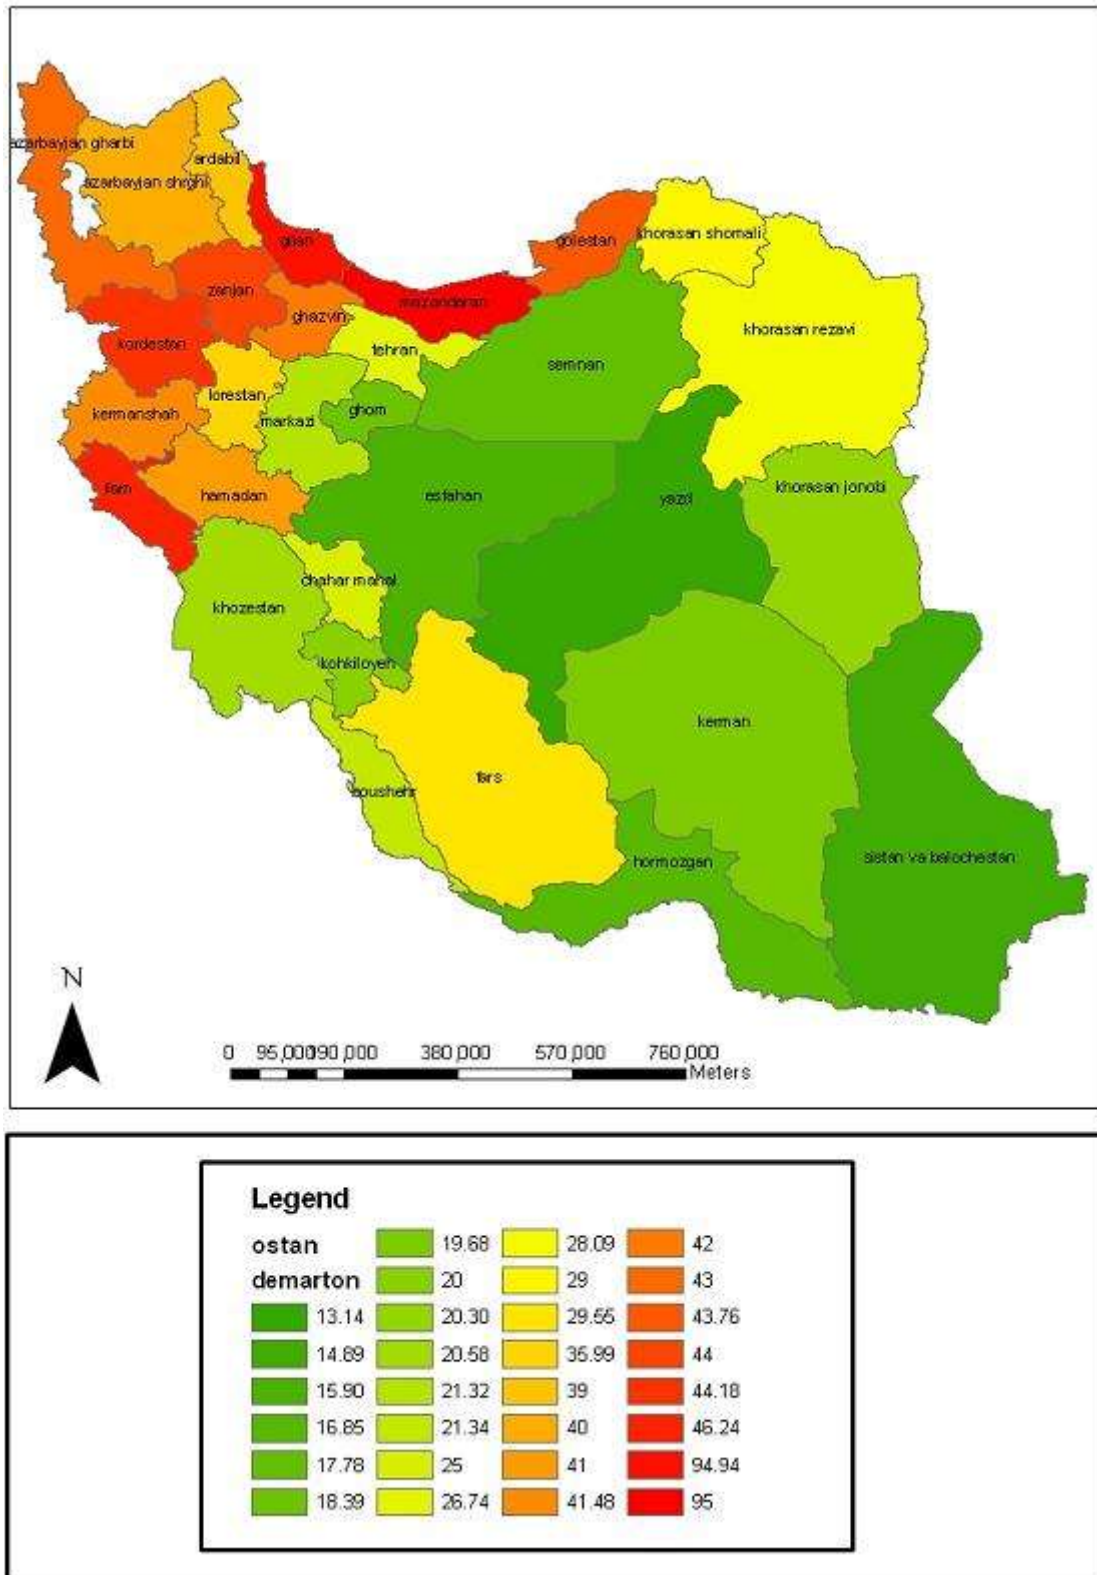 azarbayjan gharbi
ardabil
azarbayjan shrghi
gilan
golestan
khorasan shomali
zanjan
mazandaran
ghazvin
khorasan rezavi
kordestan
tehran
semnan
lorestan
kermanshah
ghom
markazi
ilam
hamadan
esfahan
yazd
khorasan jonobi
chahar mahal
khozestan
kohkiloyeh
kerman
fars
boushehr
hormozgan
sistan va balochestan
N
0 95,000 190,000 380,000 570,000 760,000
Meters
Legend
ostan
demarton
13.14
14.89
15.90
16.85
17.78
18.39
19.68
20
20.30
20.58
21.32
21.34
25
26.74
28.09
29
29.55
35.99
39
40
41
41.48
42
43
43.76
44
44.18
46.24
94.94
95